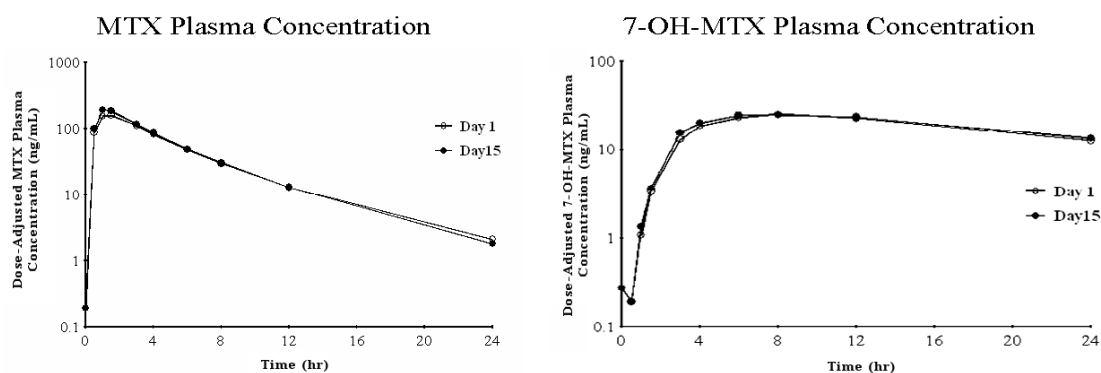 MTX Plasma Concentration
Dose-Adjusted MTX Plasma
Concentration (ng/mL)
1000
100
10
1
0.1
0
4
8
12
16
20
24
Time (hr)
Day 1
Day15
7-OH-MTX Plasma Concentration
Dose-Adjusted 7-OH-MTX Plasma
Concentration (ng/mL)
100
10
1
0.1
0
4
8
12
16
20
24
Time (hr)
Day 1
Day15